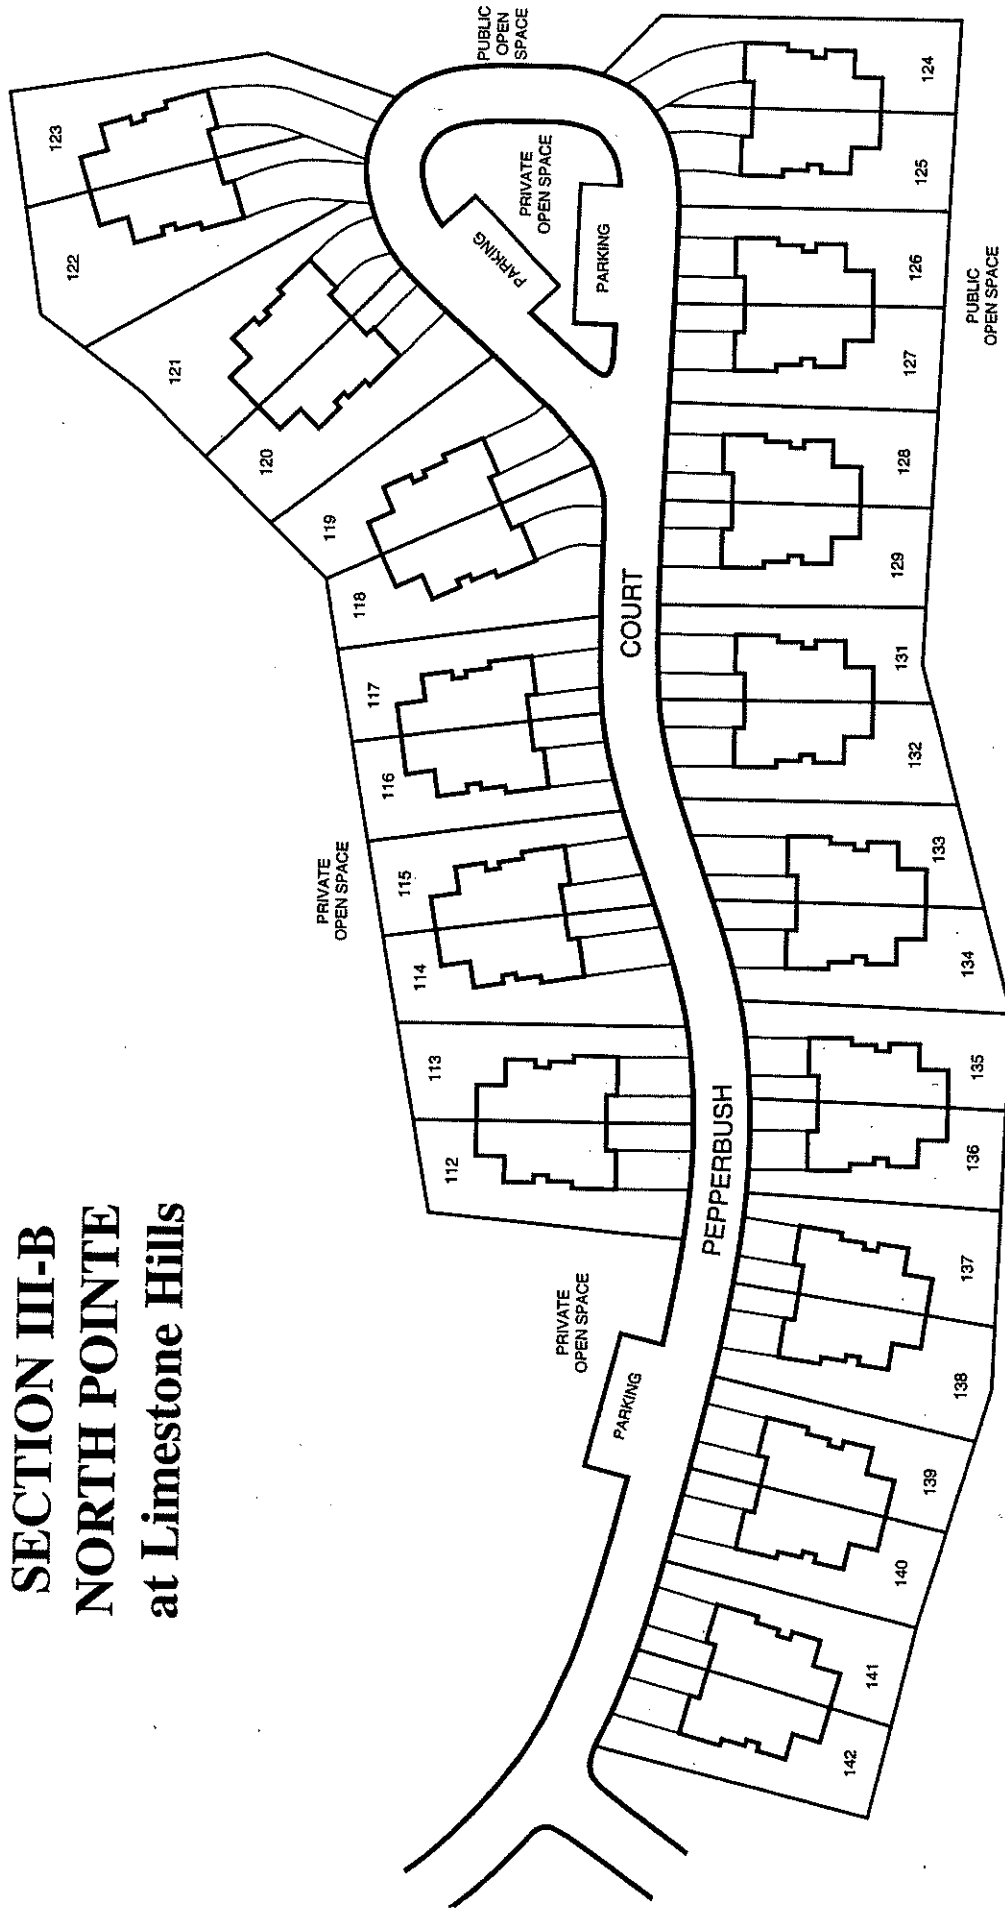 SECTION III-B
NORTH POINTE
at Limestone Hills
112
113
114
115
116
117
118
119
120
121
122
123
PRIVATE
OPEN SPACE
PRIVATE
OPEN SPACE
PARKING
PEPPERBUSH
COURT
PARKING
PARKING
PRIVATE
OPEN SPACE
PUBLIC
OPEN
SPACE
142
141
140
139
138
137
136
135
134
133
132
131
129
128
127
126
125
124
PUBLIC
OPEN SPACE